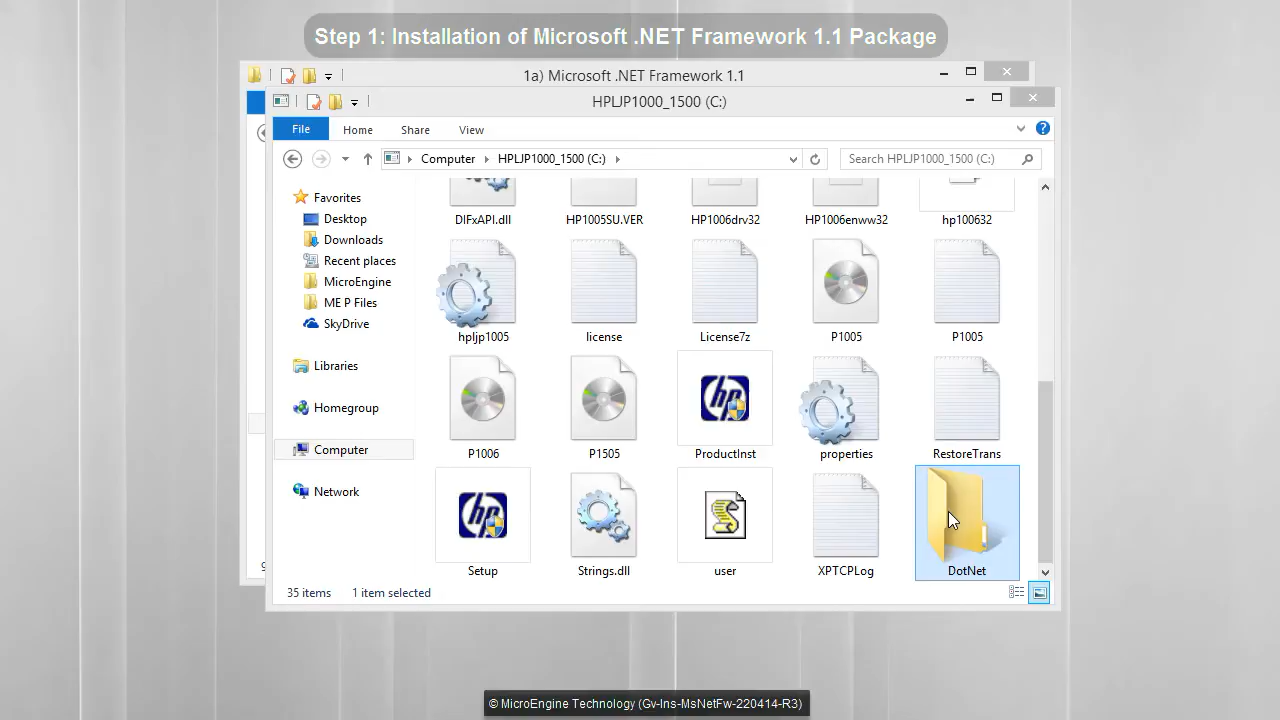 Step 1: Installation of Microsoft .NET Framework 1.1 Package
1a) Microsoft .NET Framework 1.1
HPLJP1000_1500 (C:)
File Home Share View
Computer HPLJP1000_1500 (C:) Search HPLJP1000_1500 (C:)
Favorites
Desktop
Downloads
Recent places
MicroEngine
ME P Files
SkyDrive
Libraries
Homegroup
Computer
Network
DIFxAPI.dll HP1005SU.VER HP1006drv32 HP1006enww32 hp100632
hpljp1005 license License7z P1005 P1005
P1006 P1505 ProductInst properties RestoreTrans
Setup Strings.dll user XPTCPLog DotNet
35 items 1 item selected
© MicroEngine Technology (Gv-Ins-MsNetFw-220414-R3)